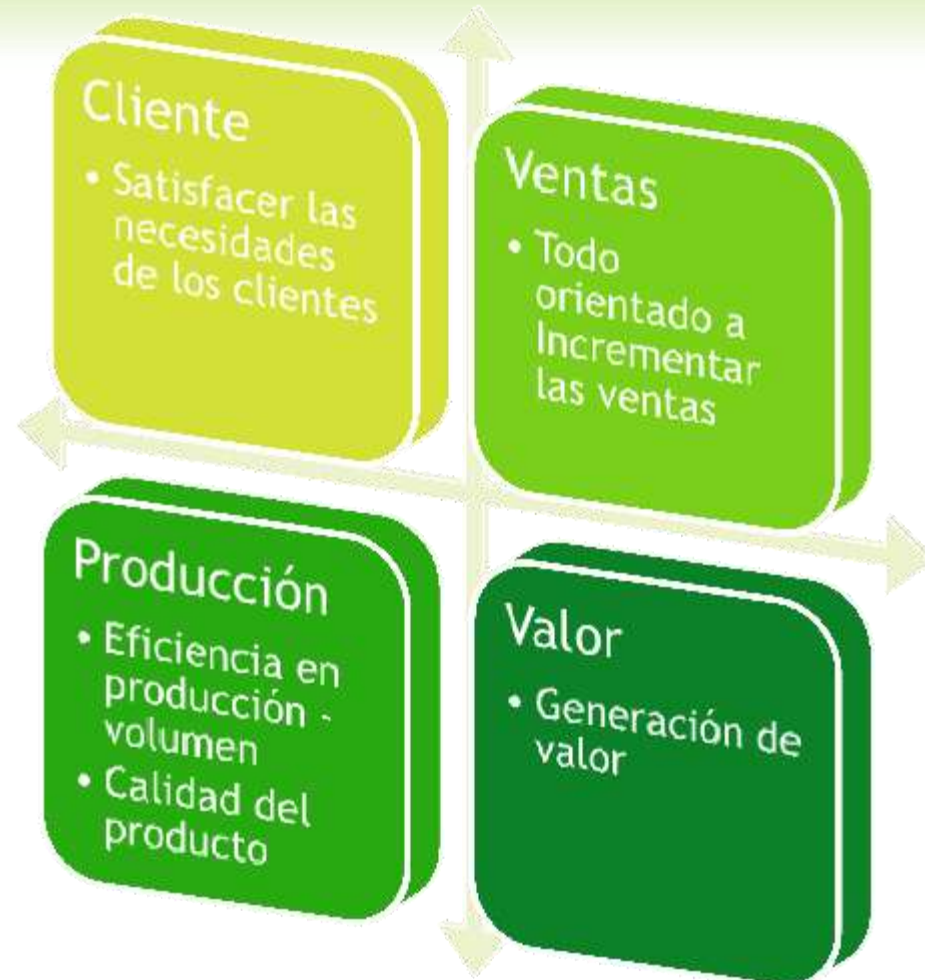 Cliente
• Satisfacer las
necesidades
de los clientes
Ventas
• Todo
orientado a
Incrementar
las ventas
Producción
• Eficiencia en
producción -
volumen
• Calidad del
producto
Valor
• Generación de
valor